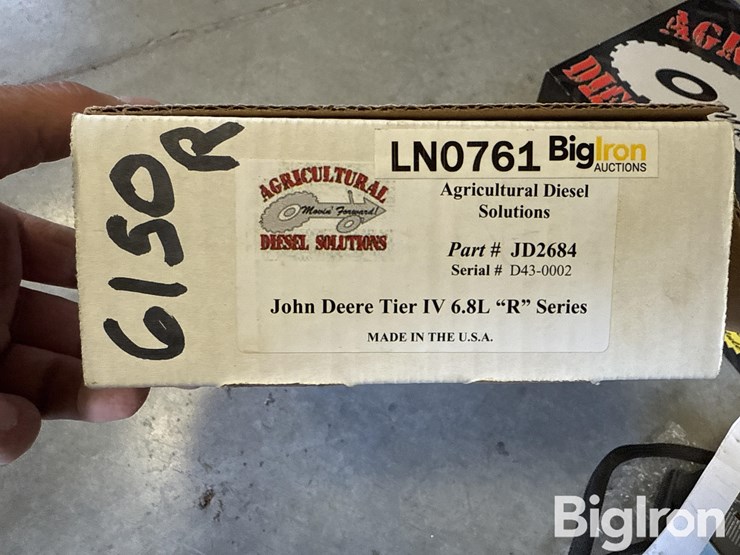 6150R
LN0761 BigIron
AUCTIONS
AGRICULTURAL
Movin' Forward!
DIESEL SOLUTIONS
Agricultural Diesel
Solutions
Part # JD2684
Serial # D43-0002
John Deere Tier IV 6.8L "R" Series
MADE IN THE U.S.A.
BigIron